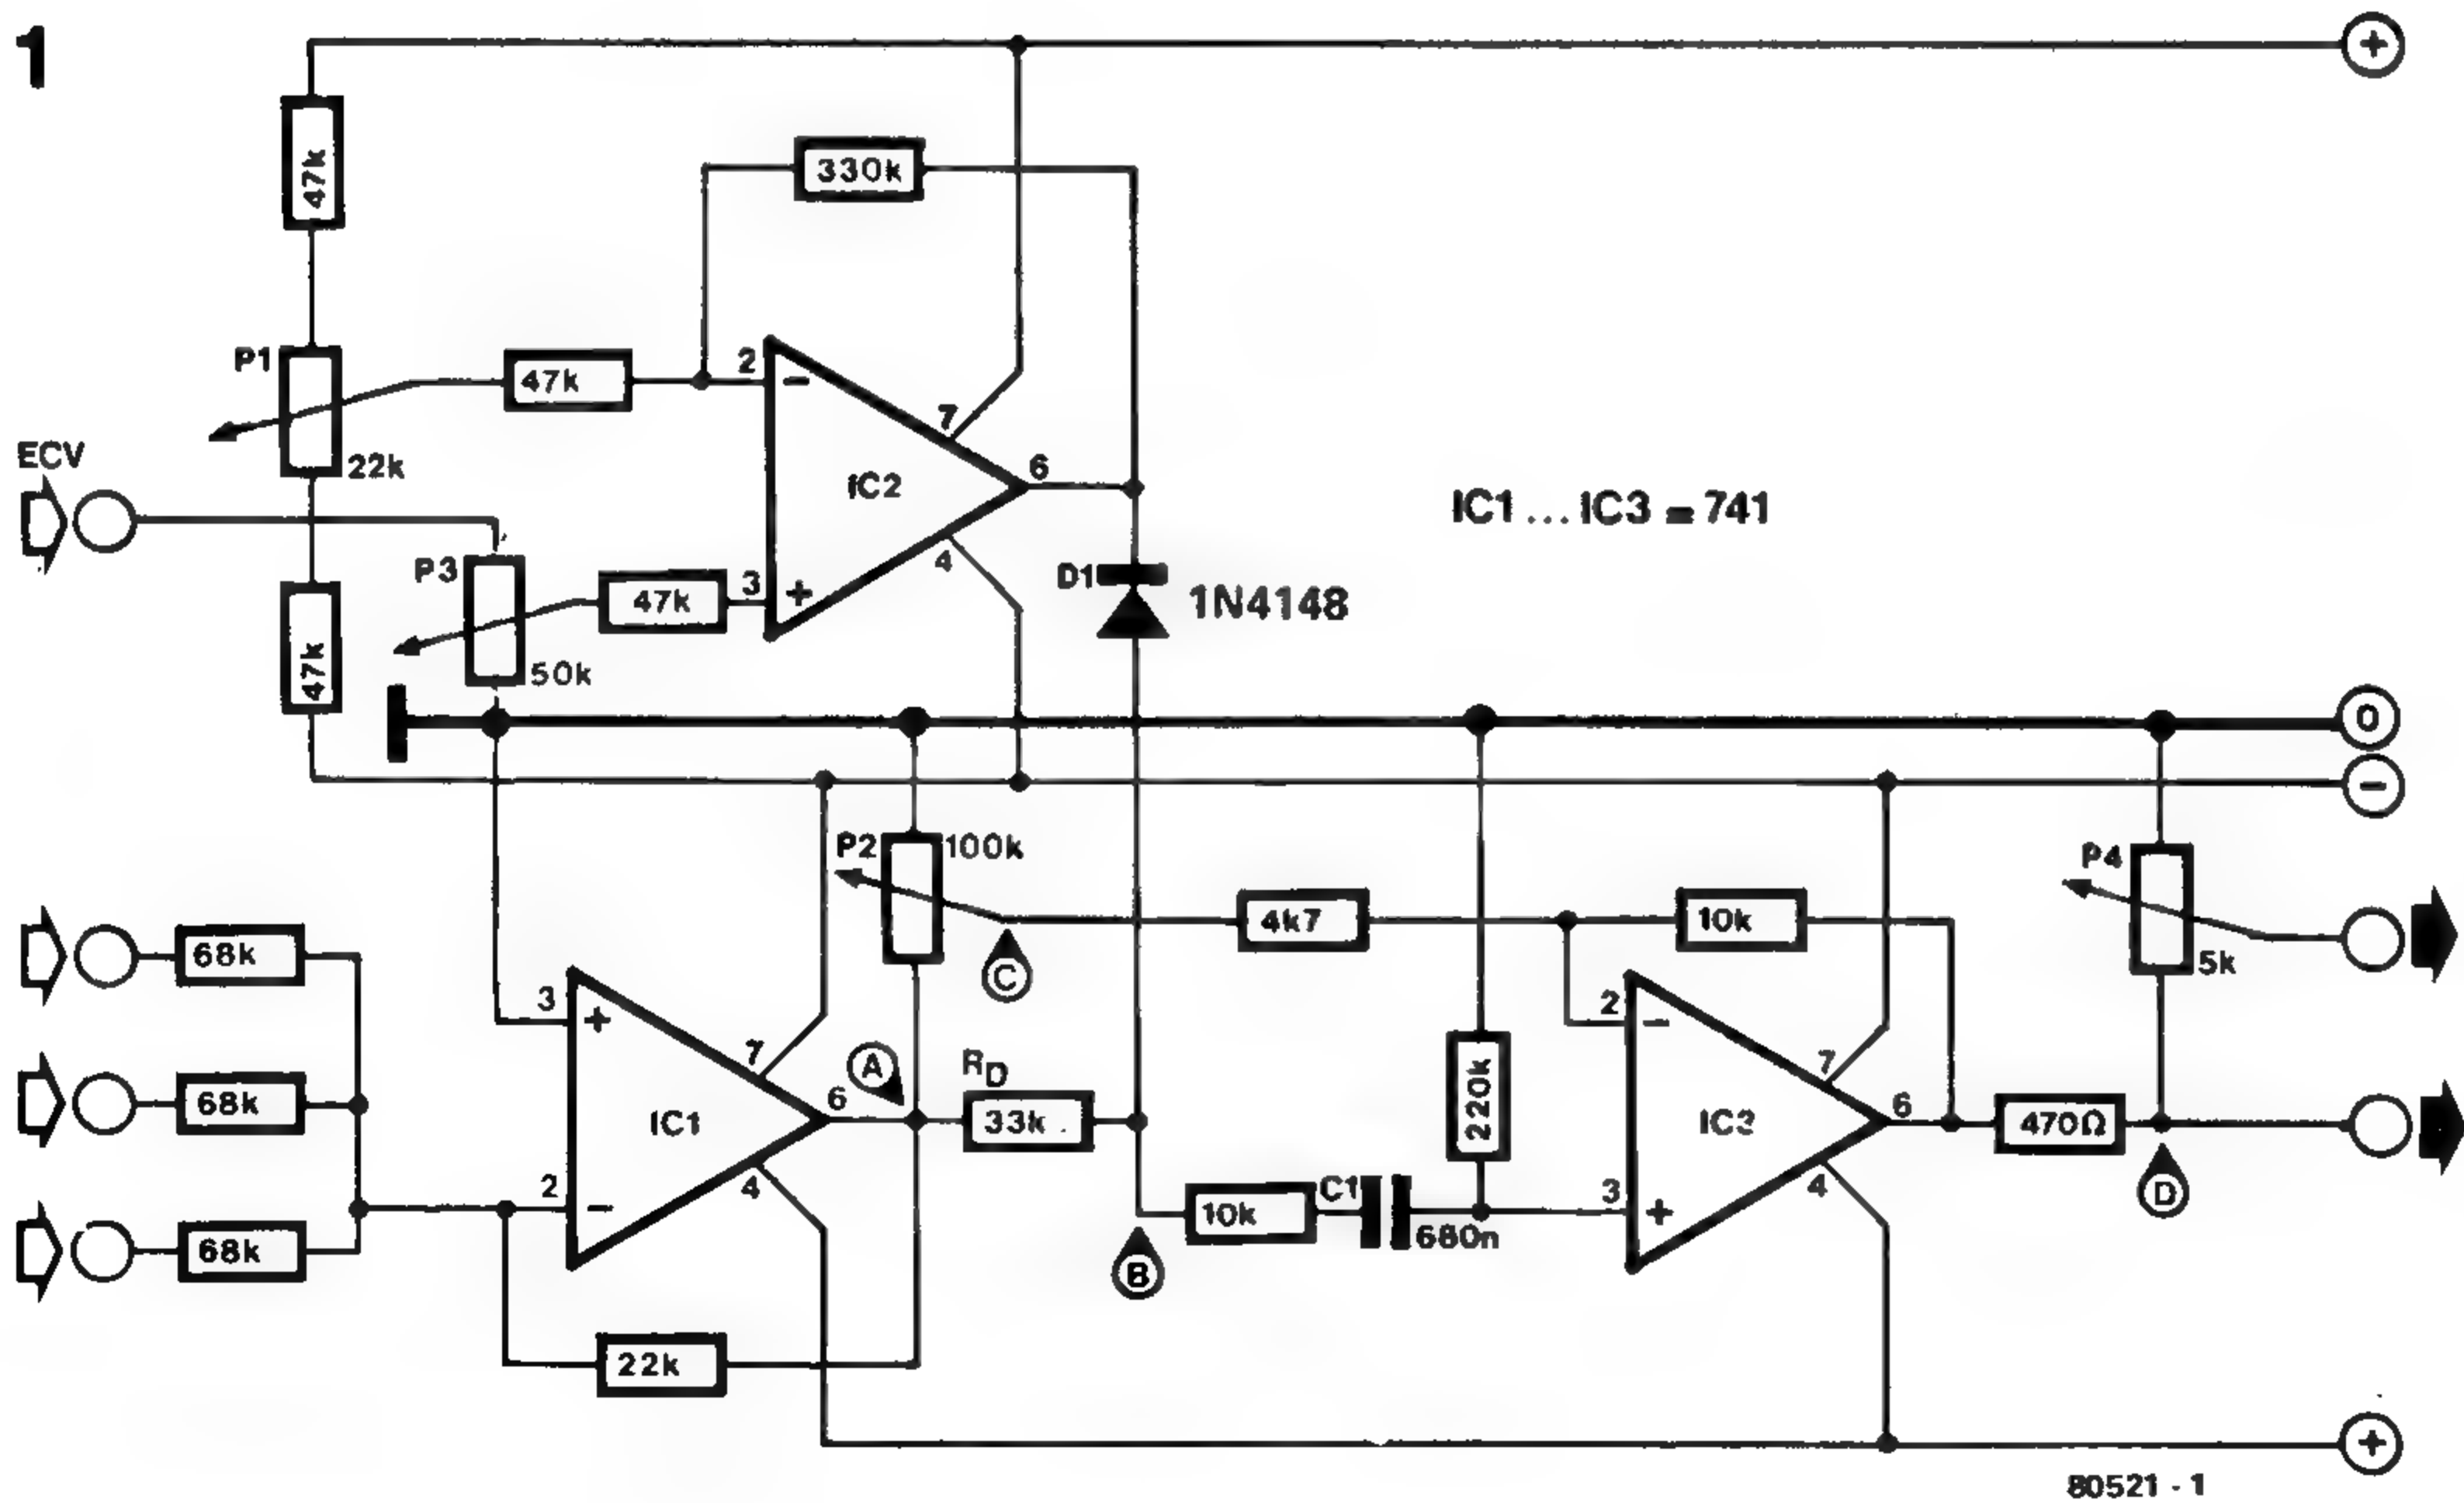 1
+
47k
330k
P1
47k
2
-
7
6
ECV
22k
IC2
IC1 ... IC3 = 741
P3
47k
3
+
4
D1
1N4148
47k
50k
0
-
P2
100k
P4
68k
4k7
10k
5k
C
3
+
2
-
7
A
RD
220k
7
68k
IC1
6
33k
IC3
6
470Ω
2
-
4
C1
3
+
4
D
68k
10k
680n
B
22k
+
80521 - 1